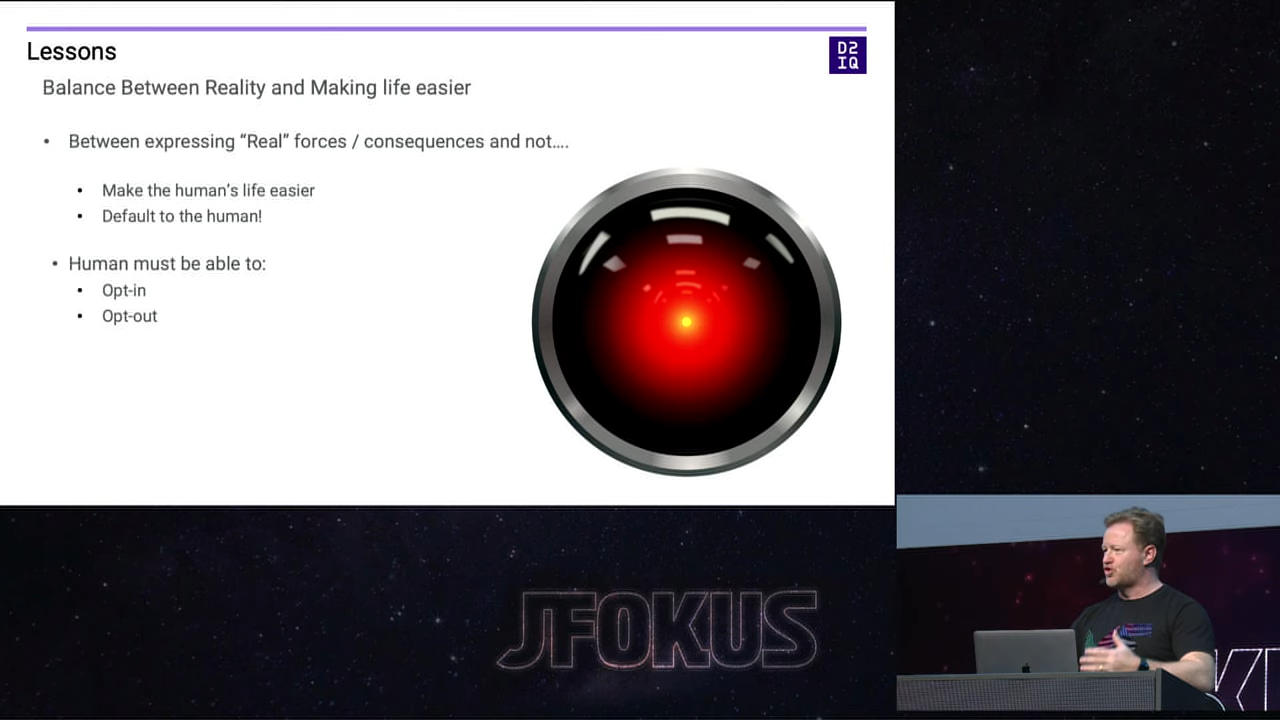 Lessons
D2
IQ
Balance Between Reality and Making life easier
• Between expressing “Real” forces / consequences and not....
• Make the human's life easier
• Default to the human!
• Human must be able to:
• Opt-in
• Opt-out
JFOKUS